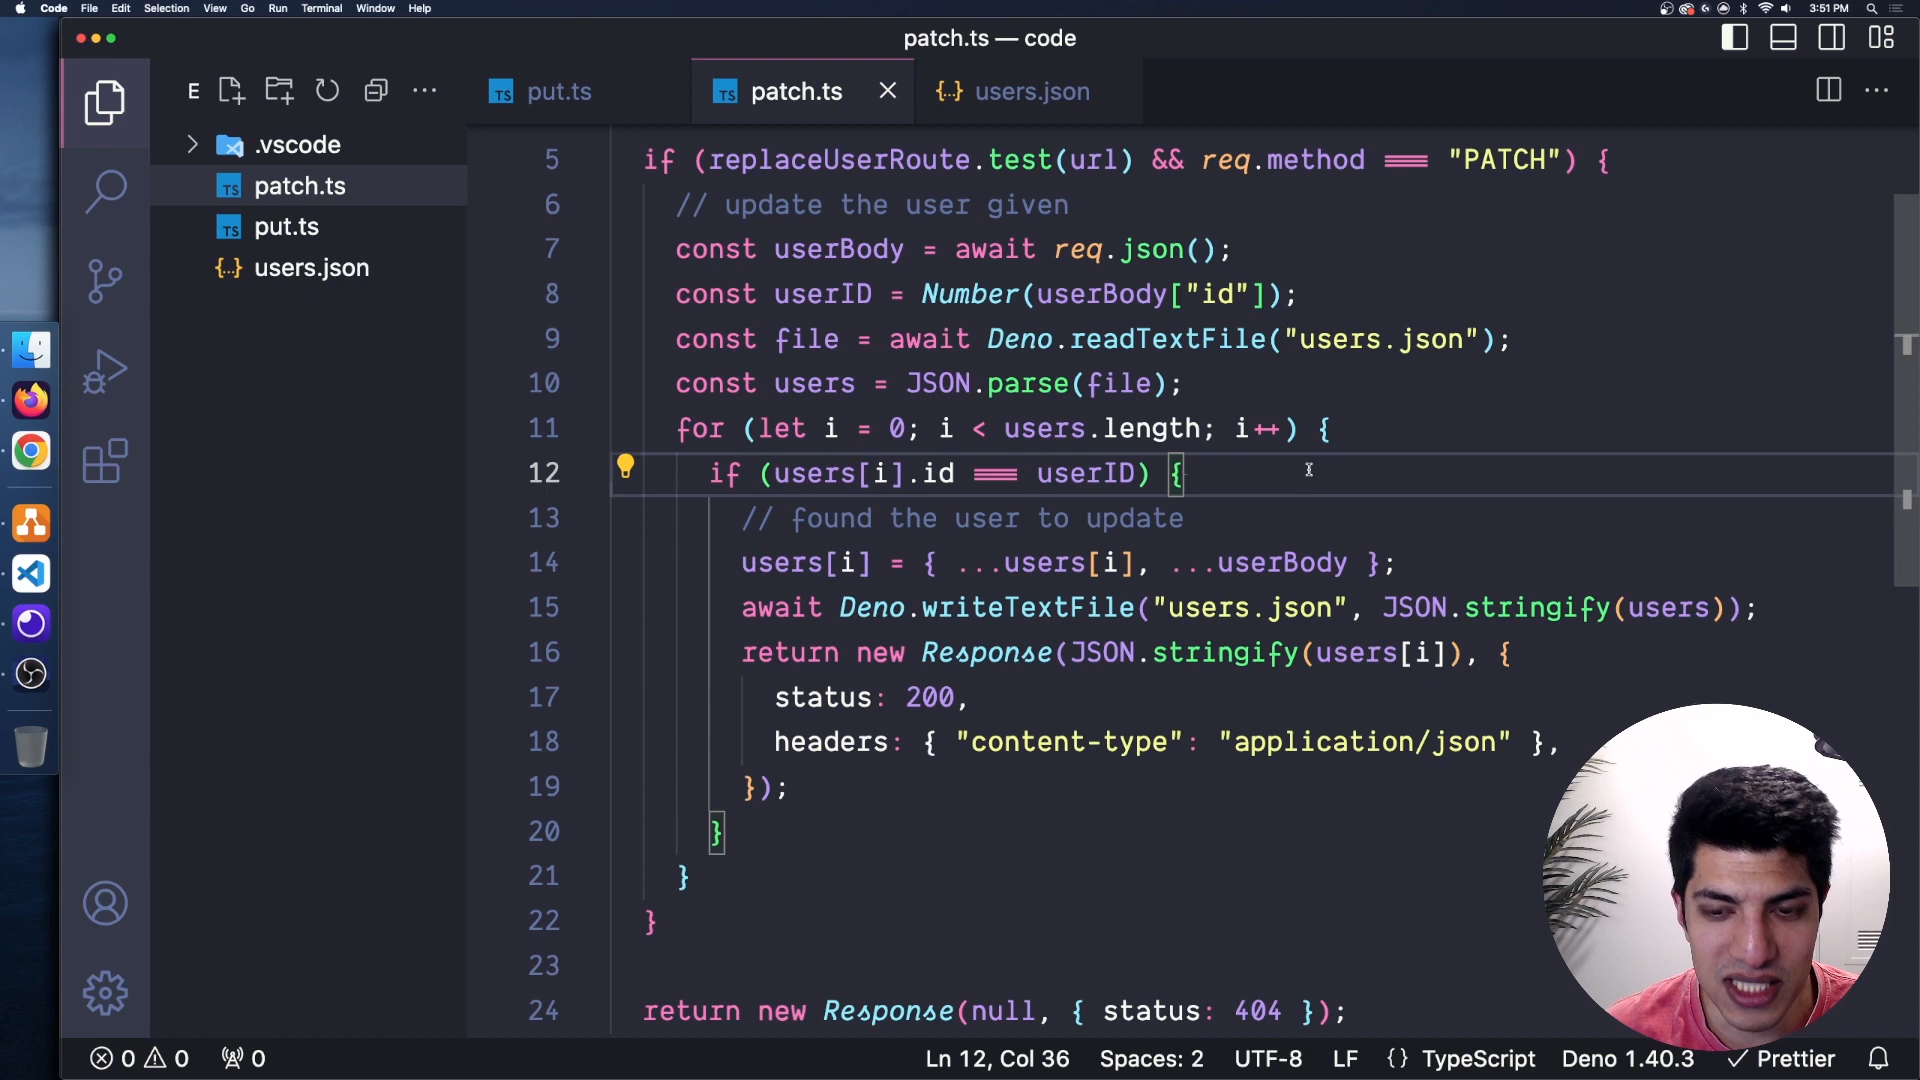 Code File Edit Selection View Go Run Terminal Window Help 3:51 PM
patch.ts — code
E
TS put.ts
TS patch.ts
{..} users.json
.vscode
TS patch.ts
TS put.ts
{..} users.json
5 if (replaceUserRoute.test(url) && req.method === "PATCH") {
6 // update the user given
7 const userBody = await req.json();
8 const userID = Number(userBody["id"]);
9 const file = await Deno.readTextFile("users.json");
10 const users = JSON.parse(file);
11 for (let i = 0; i < users.length; i++) {
12 if (users[i].id === userID) {
13 // found the user to update
14 users[i] = { ...users[i], ...userBody };
15 await Deno.writeTextFile("users.json", JSON.stringify(users));
16 return new Response(JSON.stringify(users[i]), {
17 status: 200,
18 headers: { "content-type": "application/json" },
19 });
20 }
21 }
22 }
23
24 return new Response(null, { status: 404 });
0 0 0 Ln 12, Col 36 Spaces: 2 UTF-8 LF {} TypeScript Deno 1.40.3 Prettier